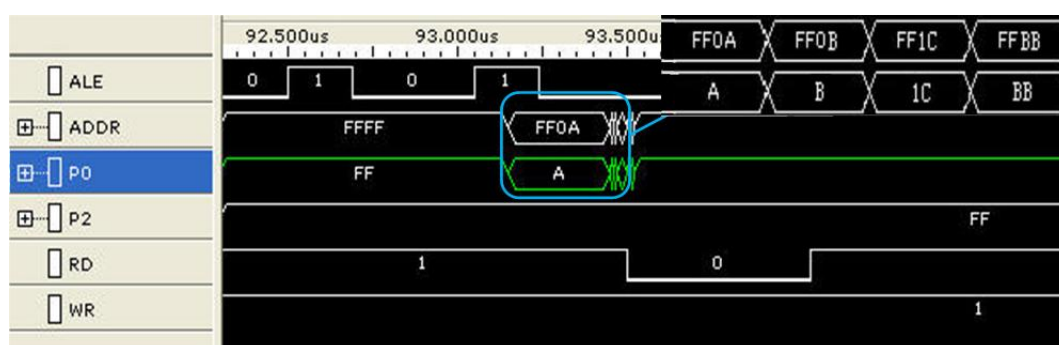 92.500us 93.000us 93.500u
FF0A FF0B FF1C FFBB
ALE 0 1 0 1
A B 1C BB
ADDR FFFF FF0A
P0 FF A
P2 FF
RD 1 0
WR 1